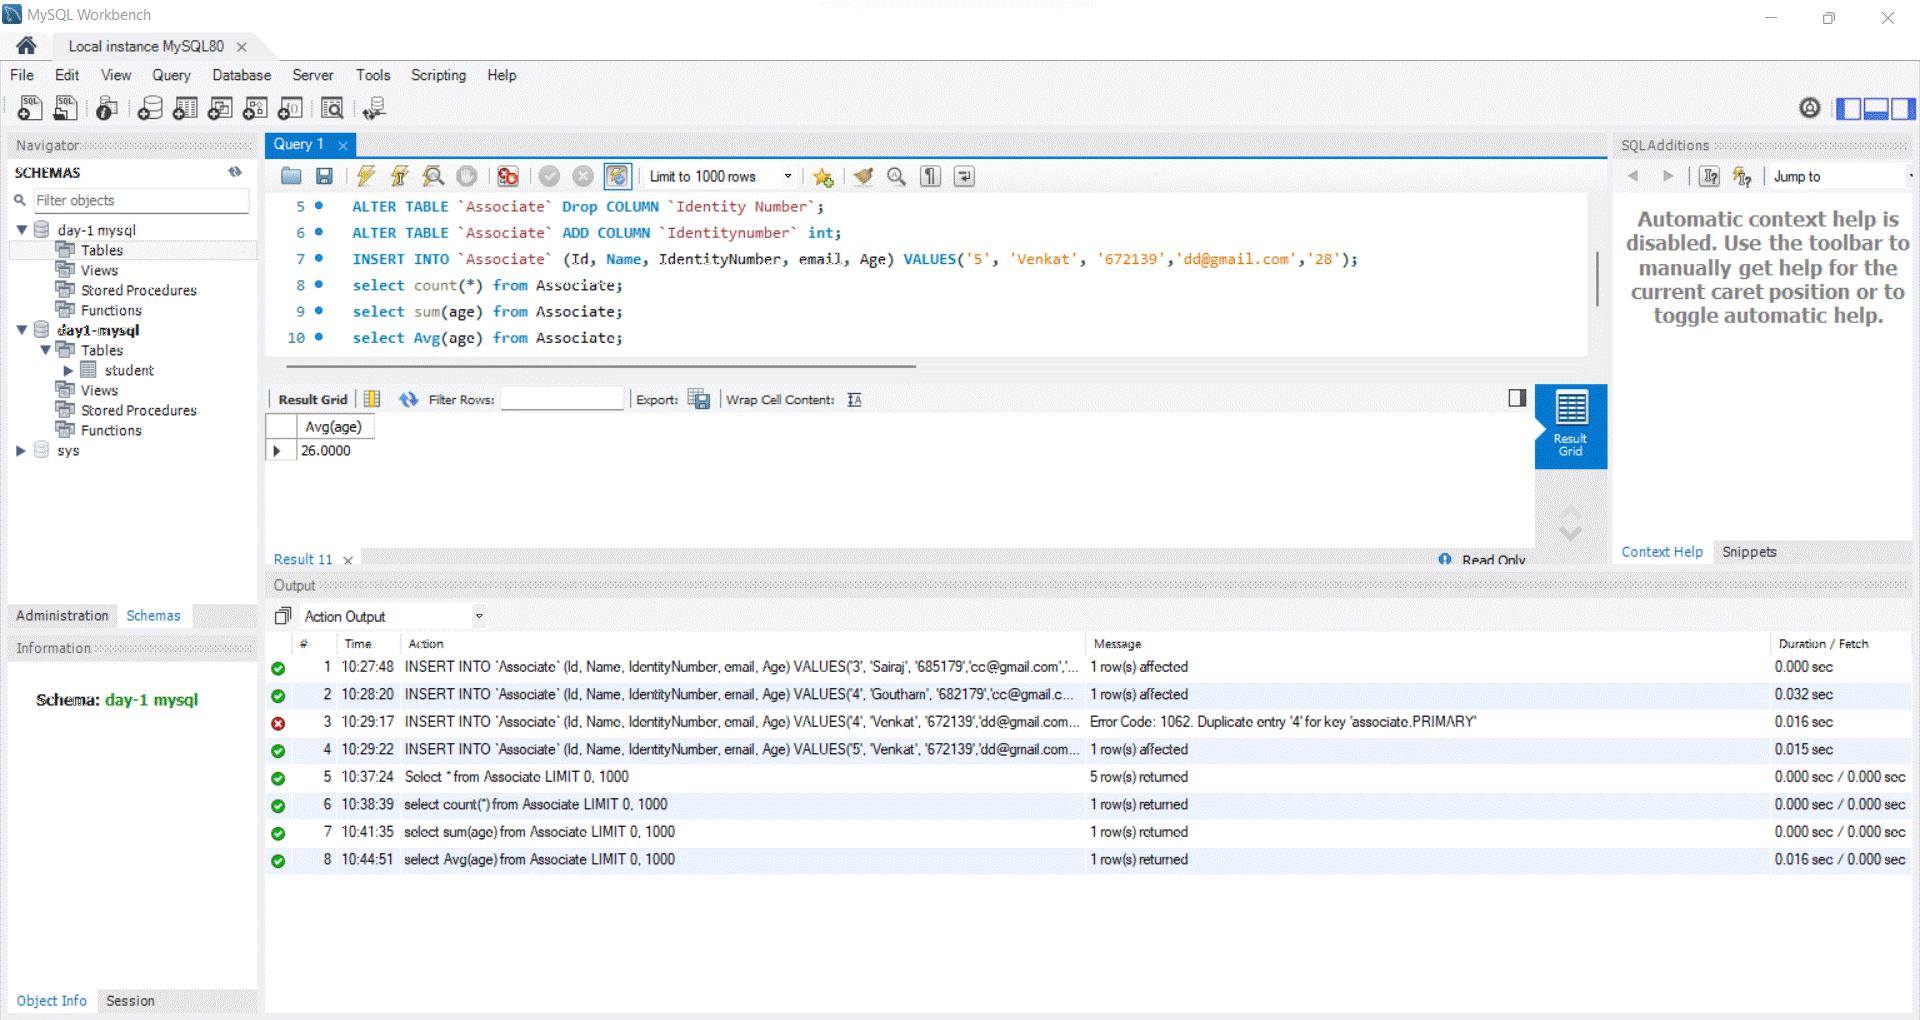 MySQL Workbench
Local instance MySQL80
File Edit View Query Database Server Tools Scripting Help
Navigator
SCHEMAS
Filter objects
day-1 mysql
Tables
Views
Stored Procedures
Functions
day1-mysql
Tables
student
Views
Stored Procedures
Functions
sys
Administration Schemas
Information
Schema: day-1 mysql
Object Info Session
Query 1
Limit to 1000 rows
5 ALTER TABLE `Associate` Drop COLUMN `Identity Number`;
6 ALTER TABLE `Associate` ADD COLUMN `Identitynumber` int;
7 INSERT INTO `Associate` (Id, Name, IdentityNumber, email, Age) VALUES('5', 'Venkat', '672139','dd@gmail.com','28');
8 select count(*) from Associate;
9 select sum(age) from Associate;
10 select Avg(age) from Associate;
Result Grid Filter Rows: Export: Wrap Cell Content:
Avg(age)
26.0000
Result
Grid
Result 11
Read Only
SQLAdditions
Jump to
Automatic context help is
disabled. Use the toolbar to
manually get help for the
current caret position or to
toggle automatic help.
Context Help Snippets
Output
Action Output
# Time Action Message Duration / Fetch
1 10:27:48 INSERT INTO `Associate` (Id, Name, IdentityNumber, email, Age) VALUES('3', 'Sairaj', '685179','cc@gmail.com','... 1 row(s) affected 0.000 sec
2 10:28:20 INSERT INTO `Associate` (Id, Name, IdentityNumber, email, Age) VALUES('4', 'Goutham', '682179','cc@gmail.c... 1 row(s) affected 0.032 sec
3 10:29:17 INSERT INTO `Associate` (Id, Name, IdentityNumber, email, Age) VALUES('4', 'Venkat', '672139','dd@gmail.com... Error Code: 1062. Duplicate entry '4' for key 'associate.PRIMARY' 0.016 sec
4 10:29:22 INSERT INTO `Associate` (Id, Name, IdentityNumber, email, Age) VALUES('5', 'Venkat', '672139','dd@gmail.com... 1 row(s) affected 0.015 sec
5 10:37:24 Select * from Associate LIMIT 0, 1000 5 row(s) returned 0.000 sec / 0.000 sec
6 10:38:39 select count(*) from Associate LIMIT 0, 1000 1 row(s) returned 0.000 sec / 0.000 sec
7 10:41:35 select sum(age) from Associate LIMIT 0, 1000 1 row(s) returned 0.000 sec / 0.000 sec
8 10:44:51 select Avg(age) from Associate LIMIT 0, 1000 1 row(s) returned 0.016 sec / 0.000 sec